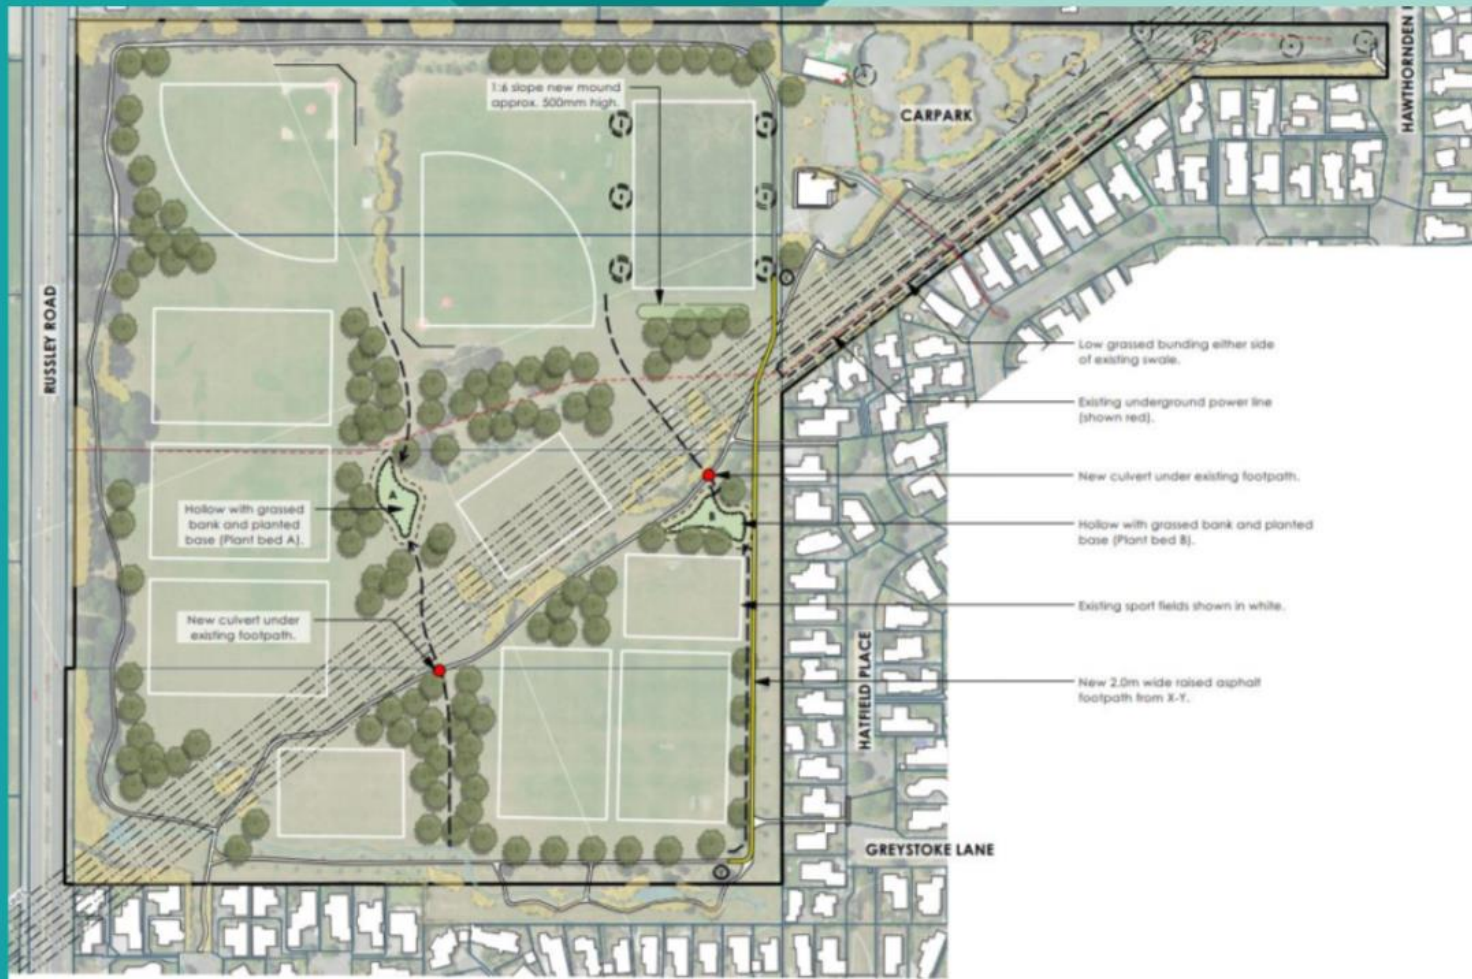 HAWTHORNDEN
1:6 slope new mound
approx. 500mm high.
CARPARK
RUSSLEY ROAD
Low grassed bunding either side
of existing swale.
Existing underground power line
(shown red).
New culvert under existing footpath.
A
Hollow with grassed
bank and planted
base (Plant bed A).
B
Hollow with grassed bank and planted
base (Plant bed B).
New culvert under
existing footpath.
Existing sport fields shown in white.
HATFIELD PLACE
New 2.0m wide raised asphalt
footpath from X-Y.
GREYSTOKE LANE